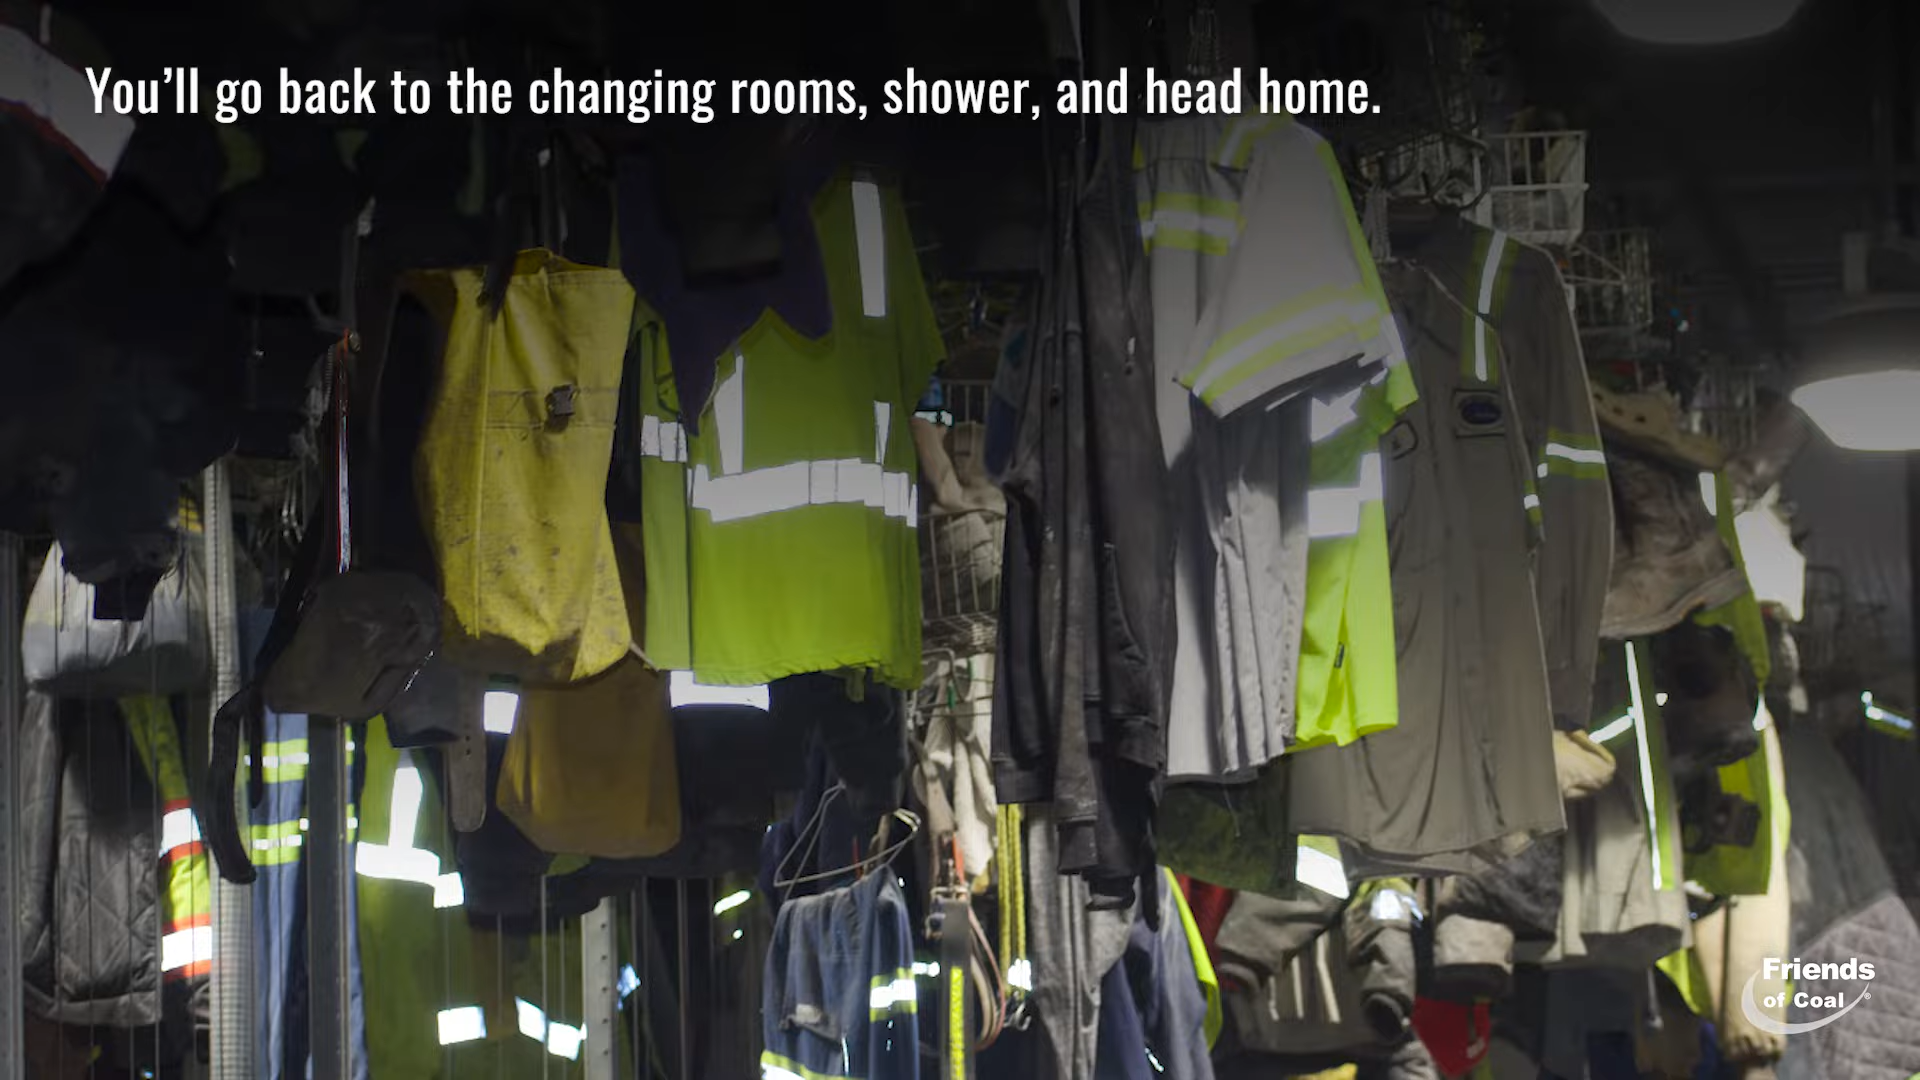 You’ll go back to the changing rooms, shower, and head home.
Friends
of Coal ®